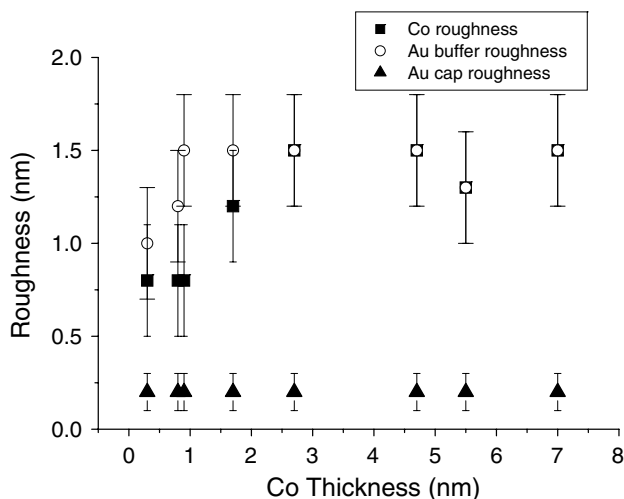 Co roughness
Au buffer roughness
Au cap roughness
2.0
1.5
1.0
0.5
0.0
Roughness (nm)
0 1 2 3 4 5 6 7 8
Co Thickness (nm)